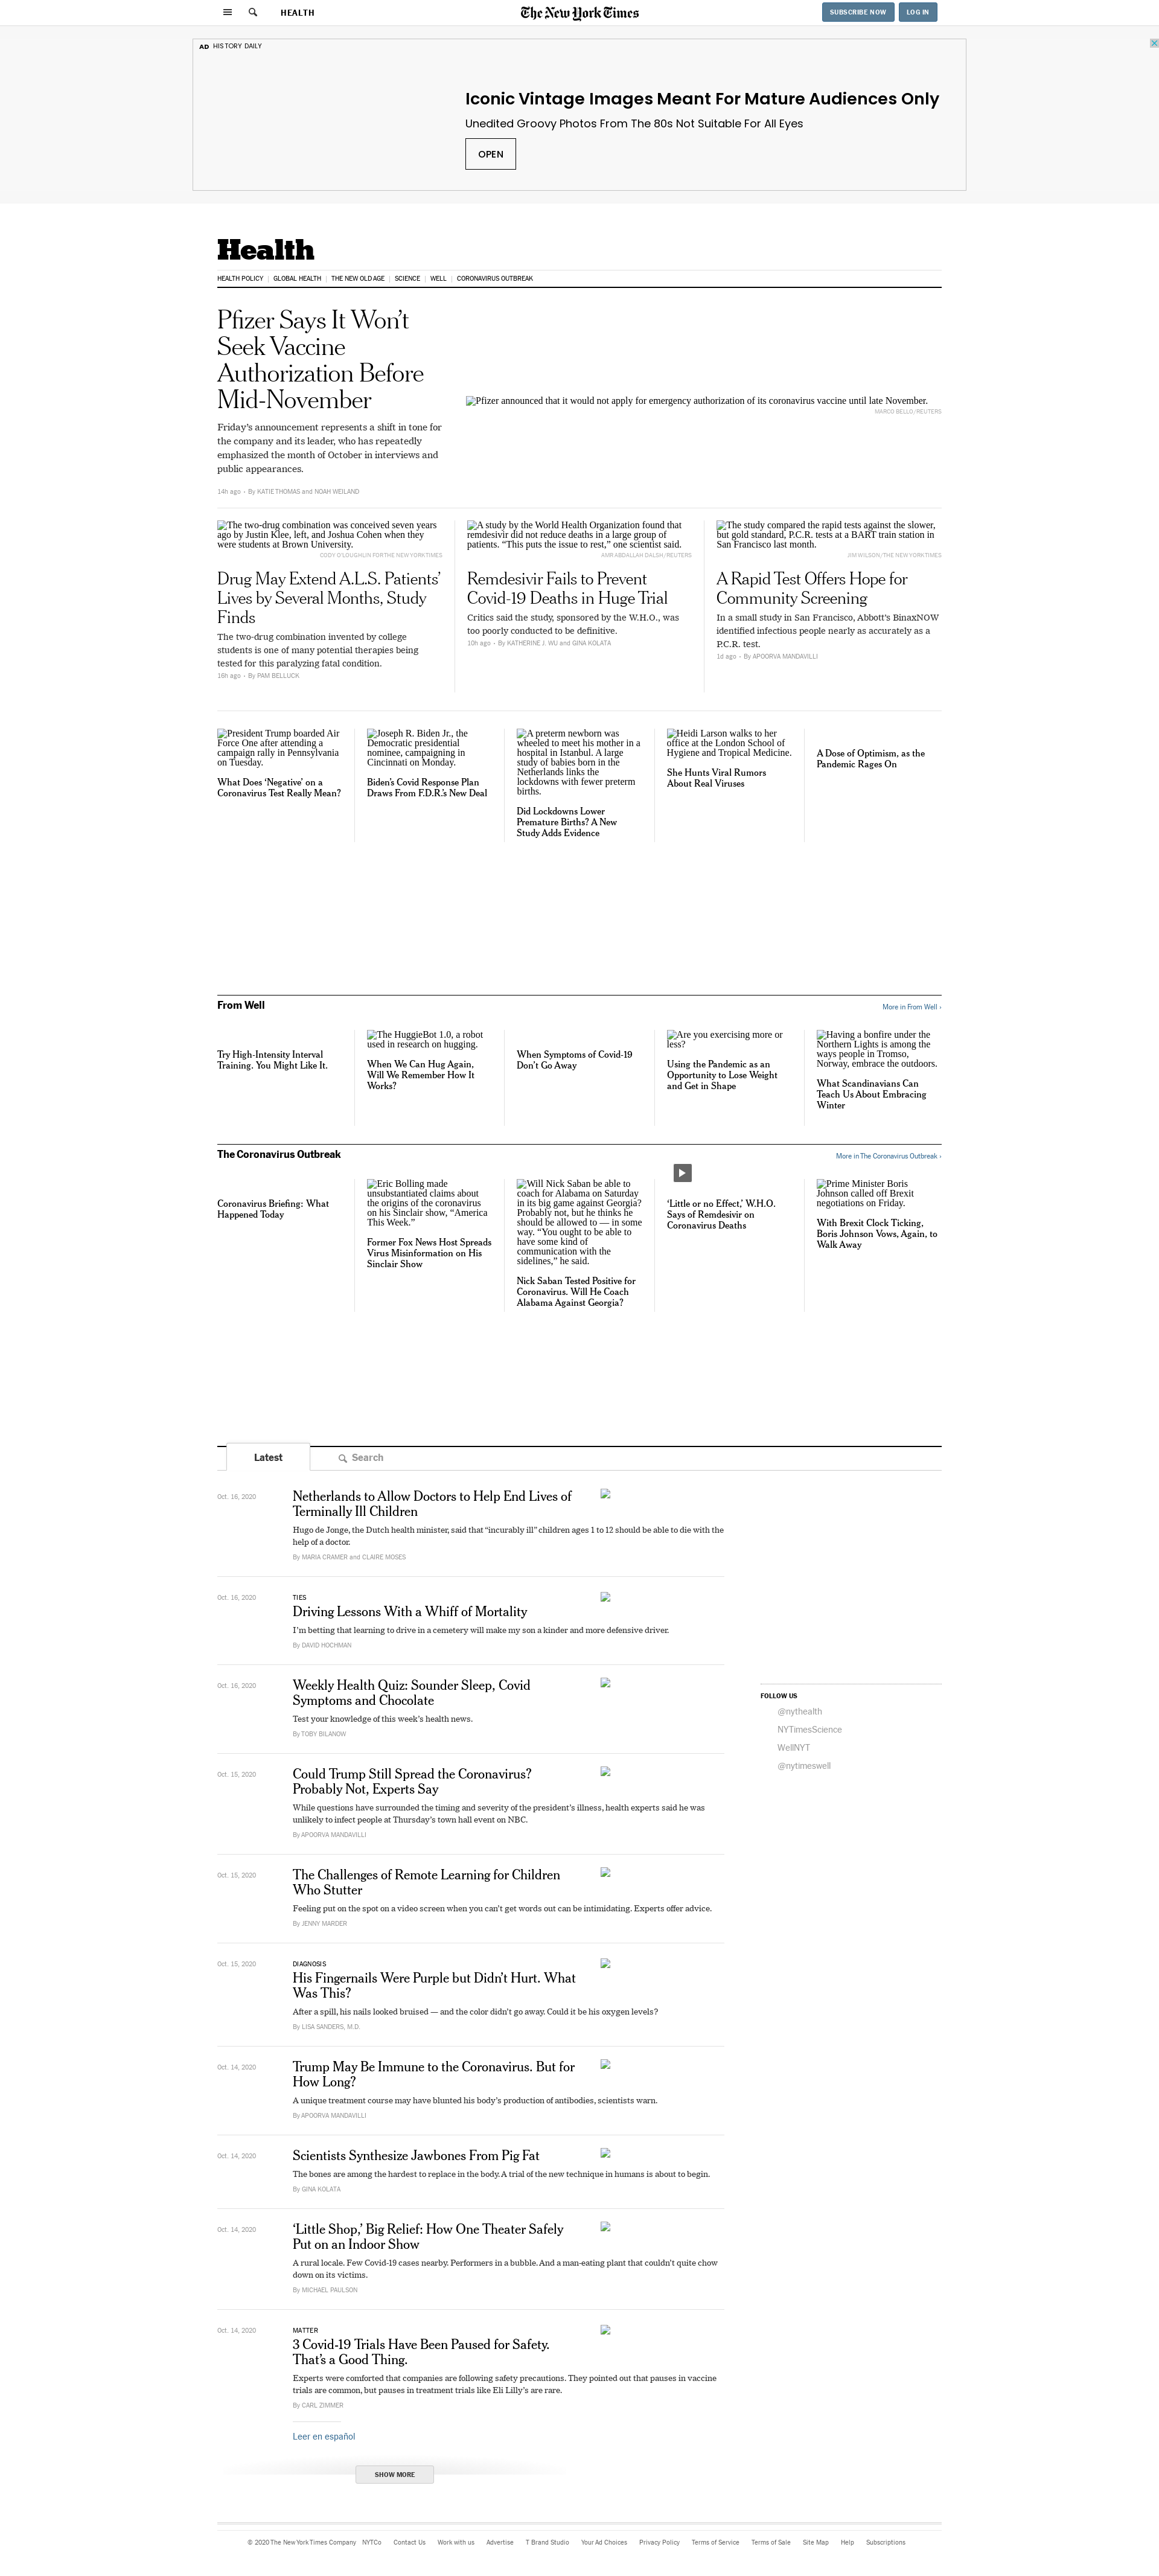 HEALTH
The New York Times
SUBSCRIBE NOW
LOG IN
AD HISTORY DAILY
Iconic Vintage Images Meant For Mature Audiences Only
Unedited Groovy Photos From The 80s Not Suitable For All Eyes
OPEN
Health
HEALTH POLICY | GLOBAL HEALTH | THE NEW OLD AGE | SCIENCE | WELL | CORONAVIRUS OUTBREAK
Pfizer Says It Won’t
Seek Vaccine
Authorization Before
Mid-November
Friday’s announcement represents a shift in tone for
the company and its leader, who has repeatedly
emphasized the month of October in interviews and
public appearances.
14h ago • By KATIE THOMAS and NOAH WEILAND
Pfizer announced that it would not apply for emergency authorization of its coronavirus vaccine until late November.
MARCO BELLO/REUTERS
The two-drug combination was conceived seven years
ago by Justin Klee, left, and Joshua Cohen when they
were students at Brown University.
CODY O’LOUGHLIN FOR THE NEW YORK TIMES
Drug May Extend A.L.S. Patients’
Lives by Several Months, Study
Finds
The two-drug combination invented by college
students is one of many potential therapies being
tested for this paralyzing fatal condition.
16h ago • By PAM BELLUCK
A study by the World Health Organization found that
remdesivir did not reduce deaths in a large group of
patients. “This puts the issue to rest,” one scientist said.
AMR ABDALLAH DALSH/REUTERS
Remdesivir Fails to Prevent
Covid-19 Deaths in Huge Trial
Critics said the study, sponsored by the W.H.O., was
too poorly conducted to be definitive.
10h ago • By KATHERINE J. WU and GINA KOLATA
The study compared the rapid tests against the slower,
but gold standard, P.C.R. tests at a BART train station in
San Francisco last month.
JIM WILSON/THE NEW YORK TIMES
A Rapid Test Offers Hope for
Community Screening
In a small study in San Francisco, Abbott’s BinaxNOW
identified infectious people nearly as accurately as a
P.C.R. test.
1d ago • By APOORVA MANDAVILLI
President Trump boarded Air
Force One after attending a
campaign rally in Pennsylvania
on Tuesday.
What Does ‘Negative’ on a
Coronavirus Test Really Mean?
Joseph R. Biden Jr., the
Democratic presidential
nominee, campaigning in
Cincinnati on Monday.
Biden’s Covid Response Plan
Draws From F.D.R.’s New Deal
A preterm newborn was
wheeled to meet his mother in a
hospital in Istanbul. A large
study of babies born in the
Netherlands links the
lockdowns with fewer preterm
births.
Did Lockdowns Lower
Premature Births? A New
Study Adds Evidence
Heidi Larson walks to her
office at the London School of
Hygiene and Tropical Medicine.
She Hunts Viral Rumors
About Real Viruses
A Dose of Optimism, as the
Pandemic Rages On
From Well
More in From Well ›
Try High-Intensity Interval
Training. You Might Like It.
The HuggieBot 1.0, a robot
used in research on hugging.
When We Can Hug Again,
Will We Remember How It
Works?
When Symptoms of Covid-19
Don’t Go Away
Are you exercising more or
less?
Using the Pandemic as an
Opportunity to Lose Weight
and Get in Shape
Having a bonfire under the
Northern Lights is among the
ways people in Tromso,
Norway, embrace the outdoors.
What Scandinavians Can
Teach Us About Embracing
Winter
The Coronavirus Outbreak
More in The Coronavirus Outbreak ›
Coronavirus Briefing: What
Happened Today
Eric Bolling made
unsubstantiated claims about
the origins of the coronavirus
on his Sinclair show, “America
This Week.”
Former Fox News Host Spreads
Virus Misinformation on His
Sinclair Show
Will Nick Saban be able to
coach for Alabama on Saturday
in its big game against Georgia?
Probably not, but he thinks he
should be allowed to — in some
way. “You ought to be able to
have some kind of
communication with the
sidelines,” he said.
Nick Saban Tested Positive for
Coronavirus. Will He Coach
Alabama Against Georgia?
‘Little or no Effect,’ W.H.O.
Says of Remdesivir on
Coronavirus Deaths
Prime Minister Boris
Johnson called off Brexit
negotiations on Friday.
With Brexit Clock Ticking,
Boris Johnson Vows, Again, to
Walk Away
Latest
Search
Oct. 16, 2020
Netherlands to Allow Doctors to Help End Lives of
Terminally Ill Children
Hugo de Jonge, the Dutch health minister, said that “incurably ill” children ages 1 to 12 should be able to die with the
help of a doctor.
By MARIA CRAMER and CLAIRE MOSES
Oct. 16, 2020
TIES
Driving Lessons With a Whiff of Mortality
I’m betting that learning to drive in a cemetery will make my son a kinder and more defensive driver.
By DAVID HOCHMAN
Oct. 16, 2020
Weekly Health Quiz: Sounder Sleep, Covid
Symptoms and Chocolate
Test your knowledge of this week’s health news.
By TOBY BILANOW
FOLLOW US
@nythealth
NYTimesScience
WellNYT
@nytimeswell
Oct. 15, 2020
Could Trump Still Spread the Coronavirus?
Probably Not, Experts Say
While questions have surrounded the timing and severity of the president’s illness, health experts said he was
unlikely to infect people at Thursday’s town hall event on NBC.
By APOORVA MANDAVILLI
Oct. 15, 2020
The Challenges of Remote Learning for Children
Who Stutter
Feeling put on the spot on a video screen when you can’t get words out can be intimidating. Experts offer advice.
By JENNY MARDER
Oct. 15, 2020
DIAGNOSIS
His Fingernails Were Purple but Didn’t Hurt. What
Was This?
After a spill, his nails looked bruised — and the color didn’t go away. Could it be his oxygen levels?
By LISA SANDERS, M.D.
Oct. 14, 2020
Trump May Be Immune to the Coronavirus. But for
How Long?
A unique treatment course may have blunted his body’s production of antibodies, scientists warn.
By APOORVA MANDAVILLI
Oct. 14, 2020
Scientists Synthesize Jawbones From Pig Fat
The bones are among the hardest to replace in the body. A trial of the new technique in humans is about to begin.
By GINA KOLATA
Oct. 14, 2020
‘Little Shop,’ Big Relief: How One Theater Safely
Put on an Indoor Show
A rural locale. Few Covid-19 cases nearby. Performers in a bubble. And a man-eating plant that couldn’t quite chow
down on its victims.
By MICHAEL PAULSON
Oct. 14, 2020
MATTER
3 Covid-19 Trials Have Been Paused for Safety.
That’s a Good Thing.
Experts were comforted that companies are following safety precautions. They pointed out that pauses in vaccine
trials are common, but pauses in treatment trials like Eli Lilly’s are rare.
By CARL ZIMMER
Leer en español
SHOW MORE
© 2020 The New York Times Company NYTCo Contact Us Work with us Advertise T Brand Studio Your Ad Choices Privacy Policy Terms of Service Terms of Sale Site Map Help Subscriptions